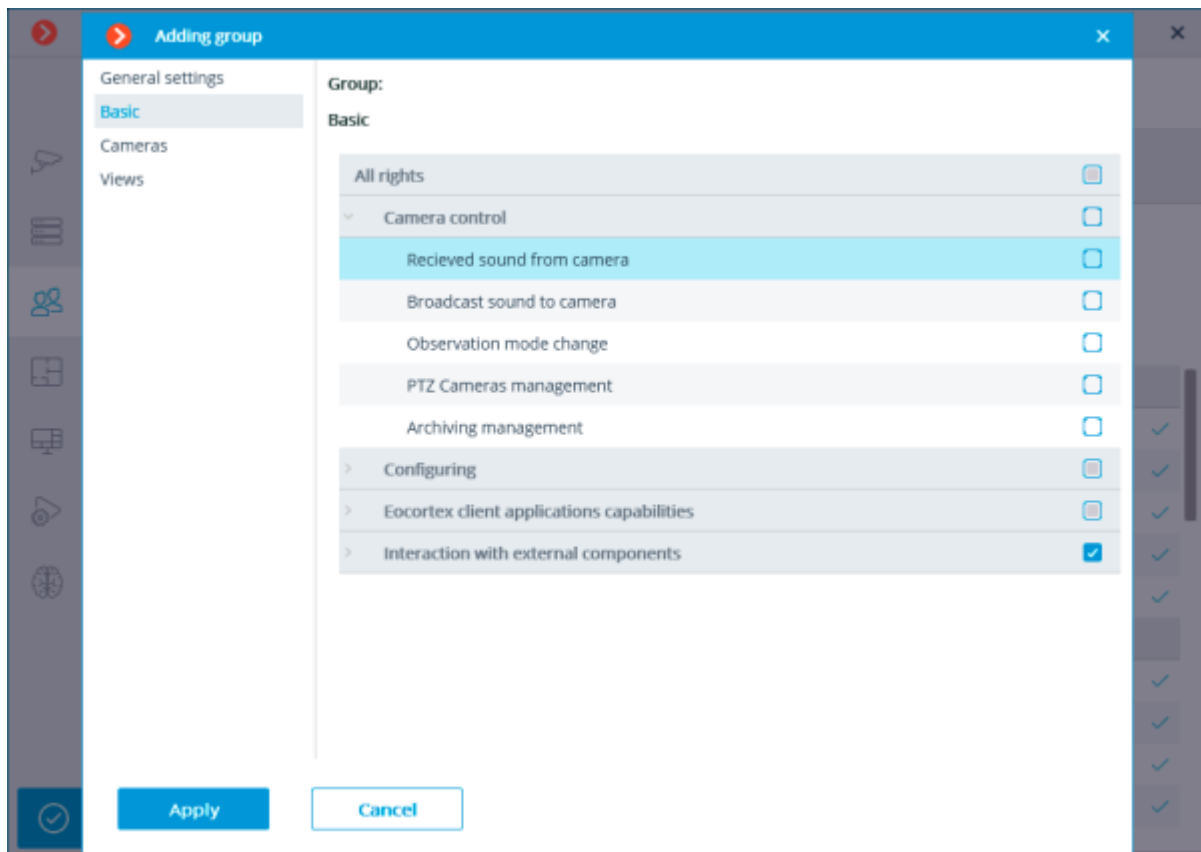 Adding group
General settings
Basic
Cameras
Views
Group:
Basic
All rights
Camera control
Recieved sound from camera
Broadcast sound to camera
Observation mode change
PTZ Cameras management
Archiving management
Configuring
Eocortex client applications capabilities
Interaction with external components
Apply
Cancel